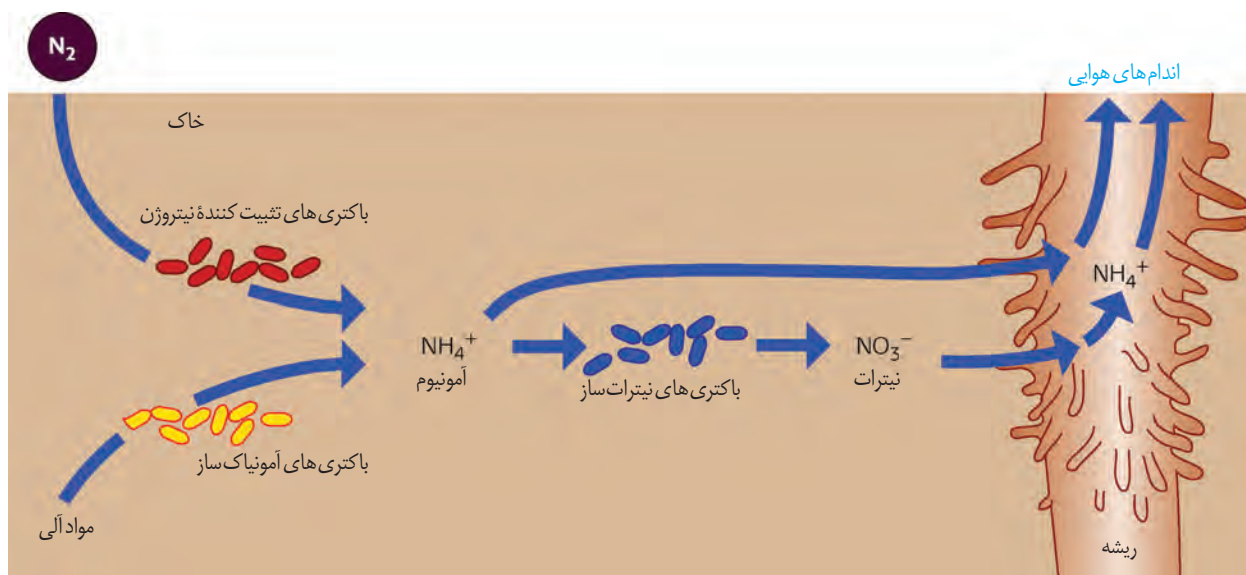 N₂
اندام‌های هوایی
خاک
باکتری‌های تثبیت کنندهٔ نیتروژن
NH₄⁺
NH₄⁺
آمونیوم
باکتری‌های نیترات‌ساز
NO₃⁻
نیترات
باکتری‌های آمونیاک‌ساز
مواد آلی
ریشه